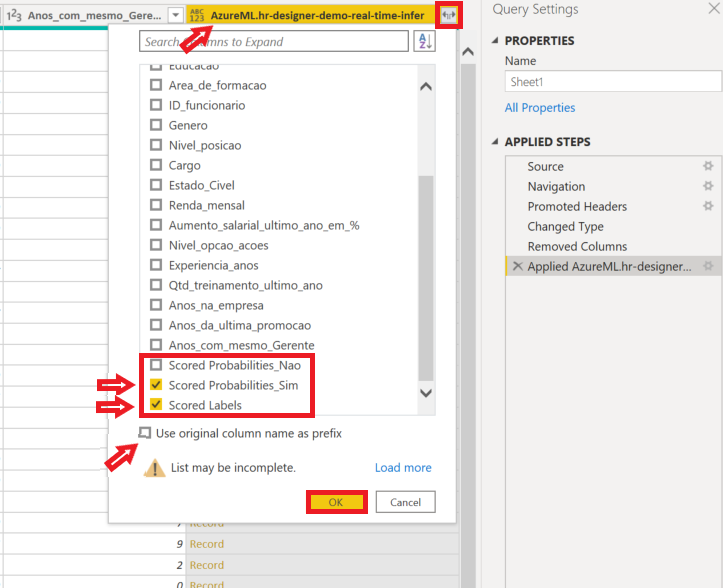 1²3 Anos_com_mesmo_Gere...
ABC 123 AzureML.hr-designer-demo-real-time-infer
Search Columns to Expand
A Z
Educacao
Area_de_formacao
ID_funcionario
Genero
Nivel_posicao
Cargo
Estado_Civel
Renda_mensal
Aumento_salarial_ultimo_ano_em_%
Nivel_opcao_acoes
Experiencia_anos
Qtd_treinamento_ultimo_ano
Anos_na_empresa
Anos_da_ultima_promocao
Anos_com_mesmo_Gerente
Scored Probabilities_Nao
Scored Probabilities_Sim
Scored Labels
Use original column name as prefix
List may be incomplete.
Load more
OK
Cancel
7 Record
9 Record
2 Record
0 Record
Query Settings
PROPERTIES
Name
Sheet1
All Properties
APPLIED STEPS
Source
Navigation
Promoted Headers
Changed Type
Removed Columns
Applied AzureML.hr-designer...